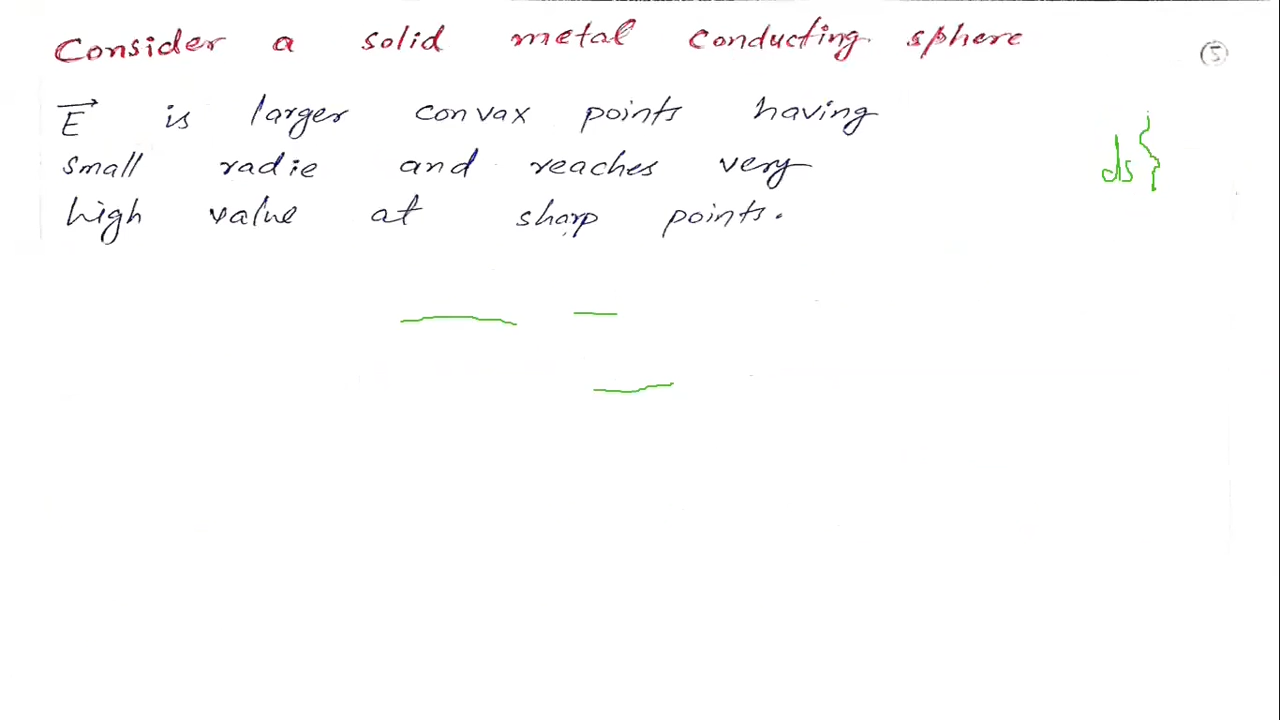 Consider a solid metal conducting sphere
5
E is larger convax points having
small radie and reaches very
high value at sharp points.
ds